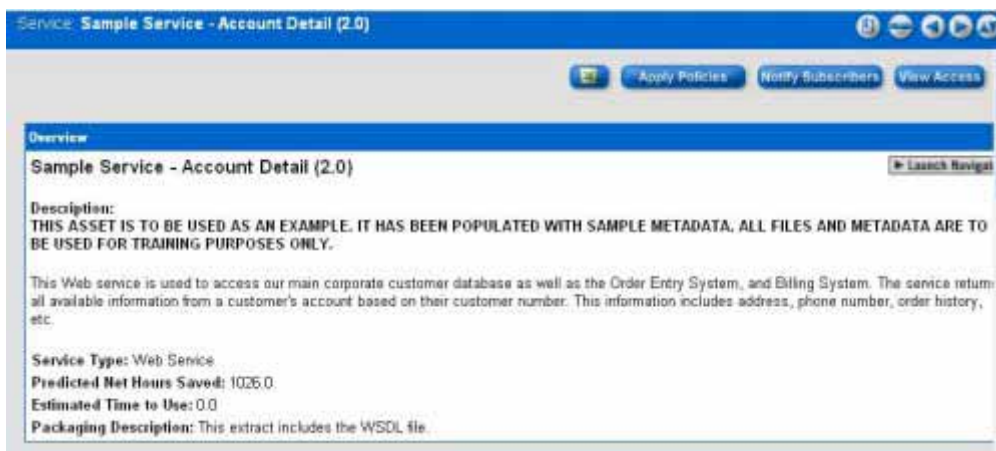 Service: Sample Service - Account Detail (2.0)
Apply Policies Notify Subscribers View Access
Overview
Sample Service - Account Detail (2.0)
Launch Navigat
Description:
THIS ASSET IS TO BE USED AS AN EXAMPLE. IT HAS BEEN POPULATED WITH SAMPLE METADATA. ALL FILES AND METADATA ARE TO
BE USED FOR TRAINING PURPOSES ONLY.
This Web service is used to access our main corporate customer database as well as the Order Entry System, and Billing System. The service return
all available information from a customer's account based on their customer number. This information includes address, phone number, order history,
etc.
Service Type: Web Service
Predicted Net Hours Saved: 1026.0
Estimated Time to Use: 0.0
Packaging Description: This extract includes the WSDL file.